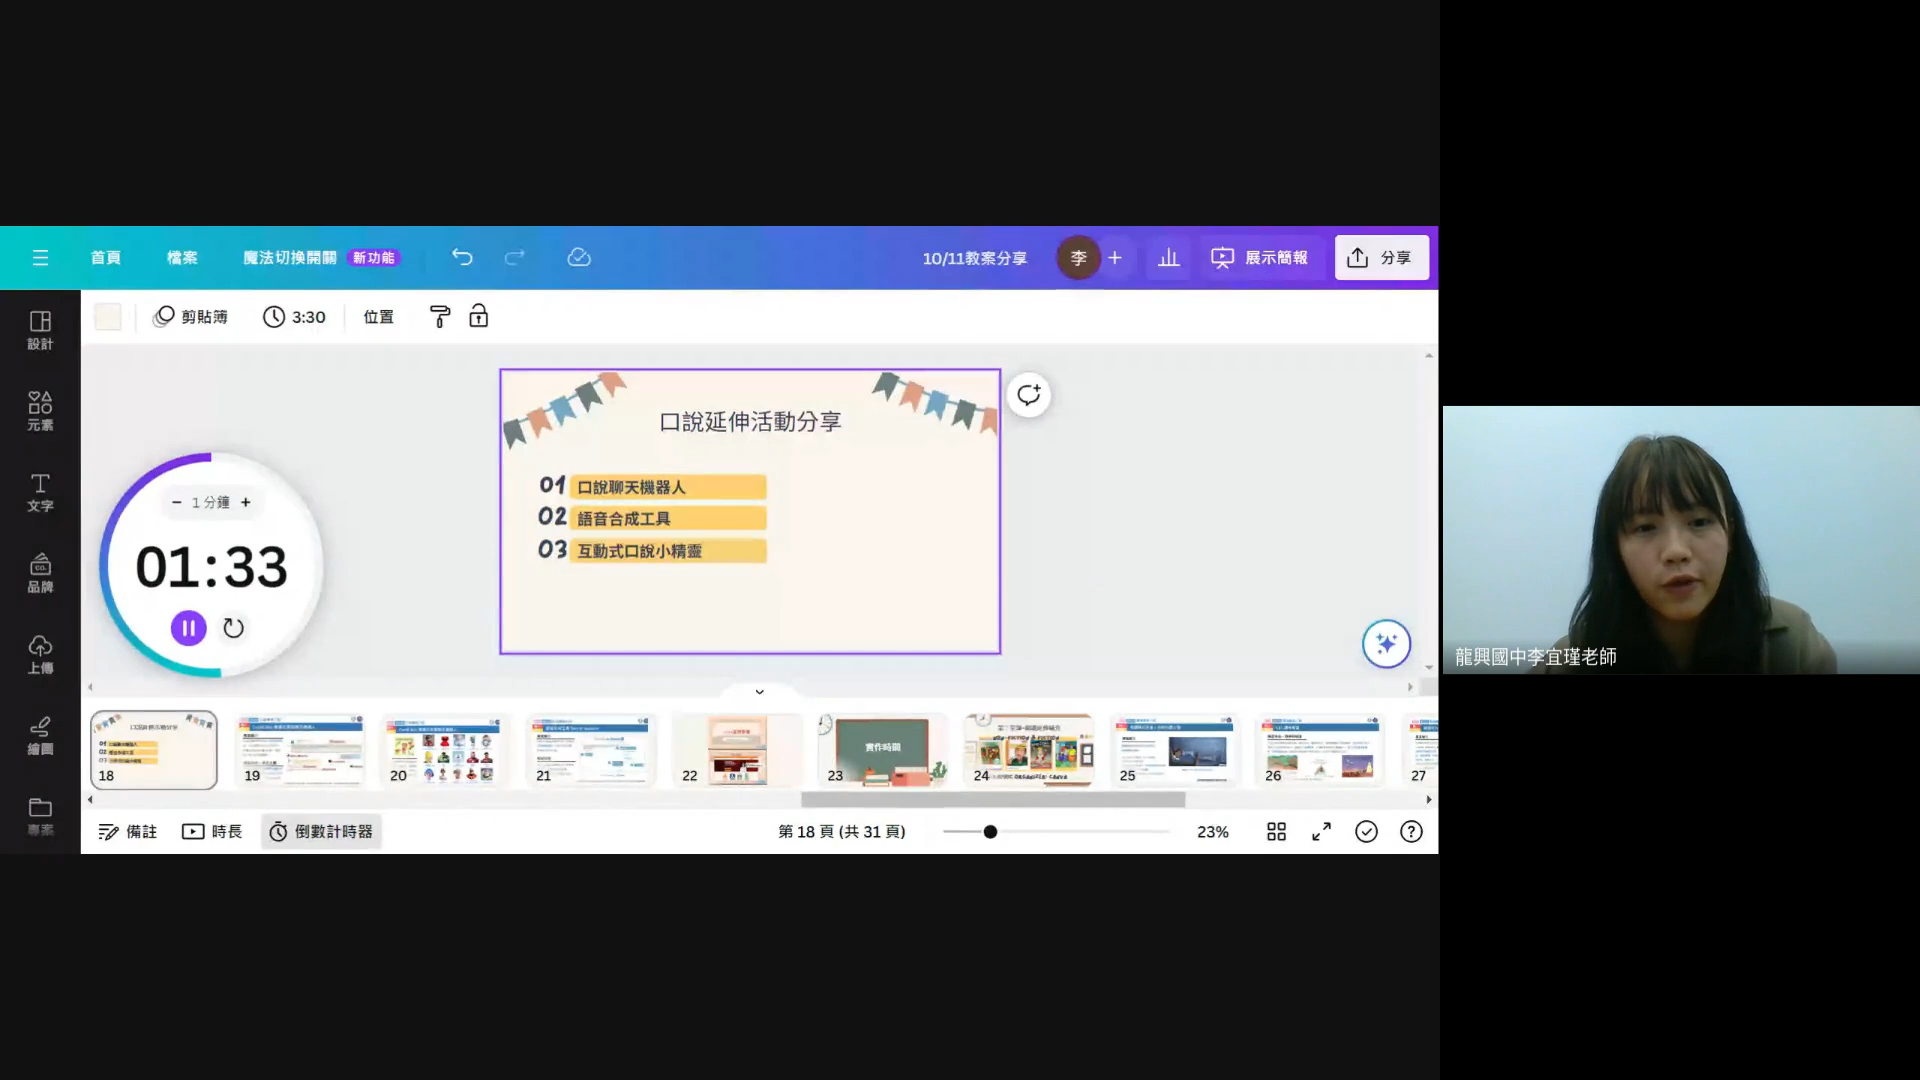 首頁
檔案
魔法切換開關
新功能
10/11教案分享
李
展示簡報
分享
剪貼簿
3:30
位置
設計
元素
文字
CO.
品牌
上傳
繪圖
專案
1 分鐘
01:33
口說延伸活動分享
01 口說聊天機器人
02 語音合成工具
03 互動式口說小精靈
龍興國中李宜瑾老師
18
19
20
21
22
實作時間
23
24
25
26
27
備註
時長
倒數計時器
第 18 頁 (共 31 頁)
23%